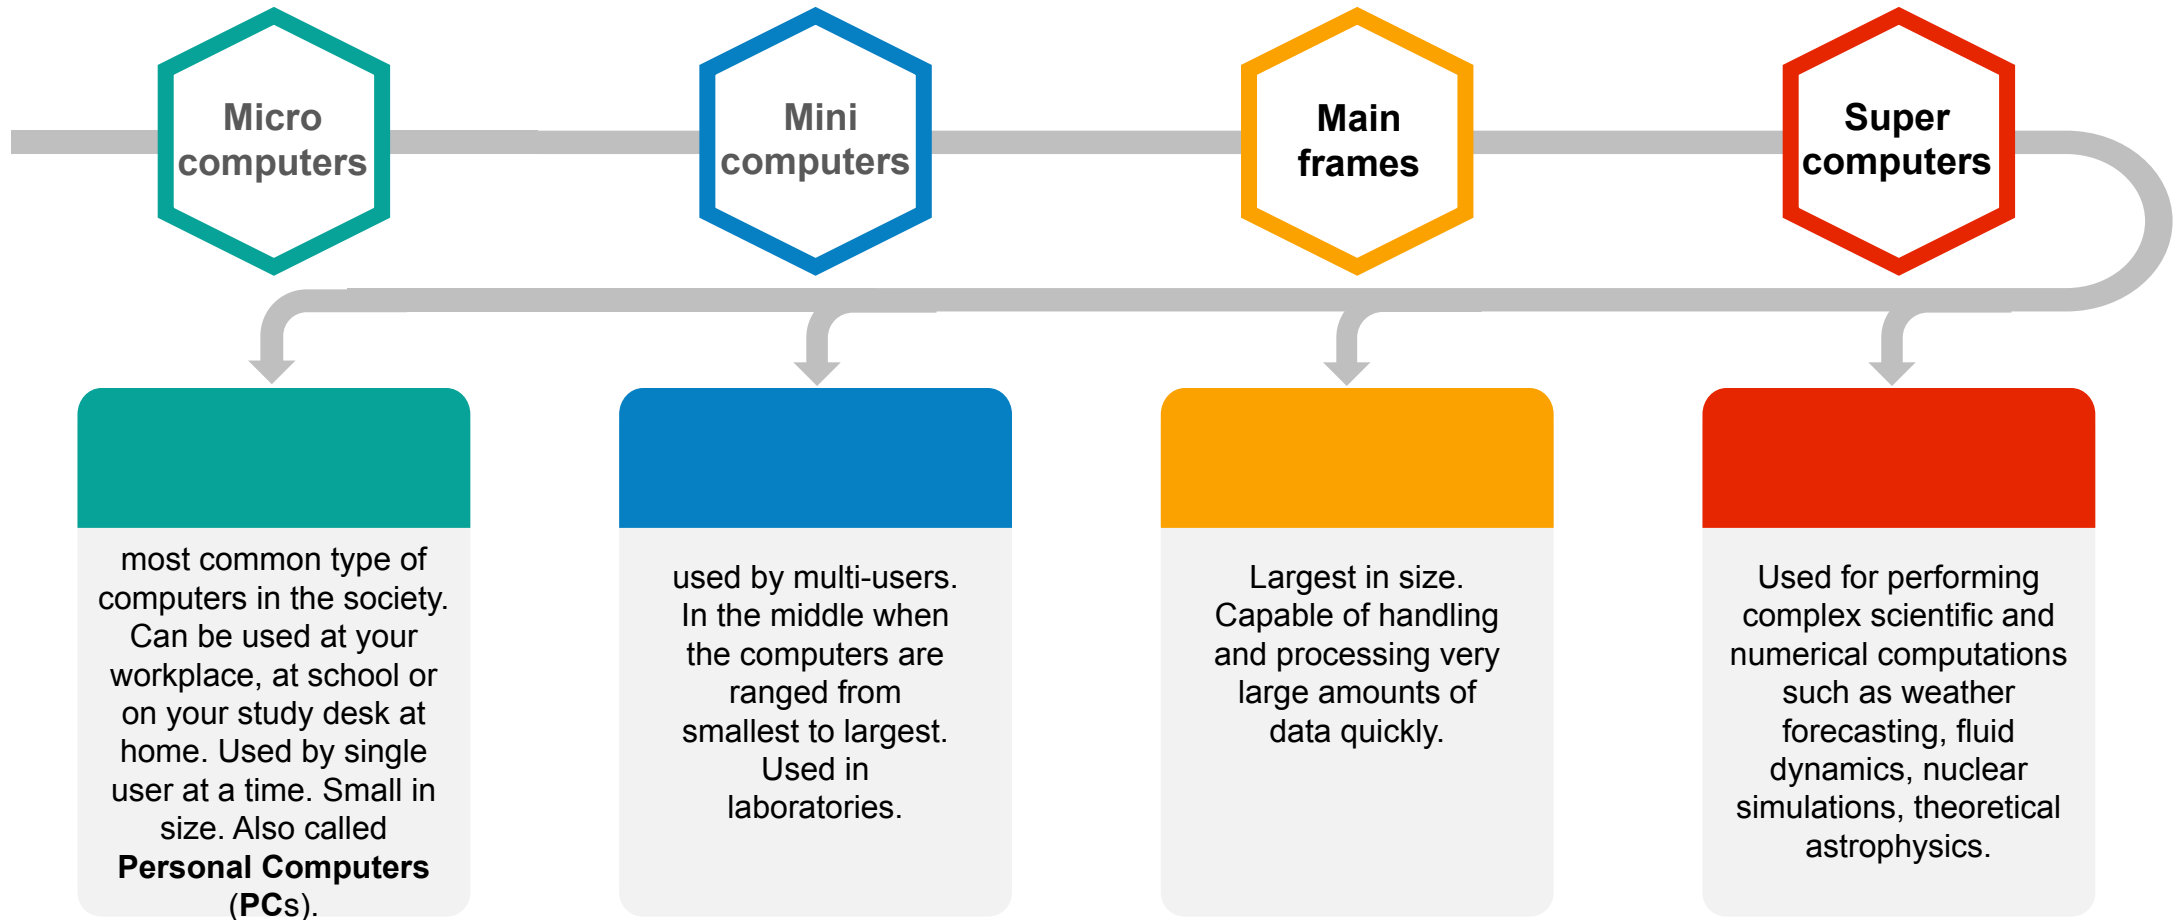 Micro
computers
Mini
computers
Main
frames
Super
computers
most common type of
computers in the society.
Can be used at your
workplace, at school or
on your study desk at
home. Used by single
user at a time. Small in
size. Also called
Personal Computers
(PCs).
used by multi-users.
In the middle when
the computers are
ranged from
smallest to largest.
Used in
laboratories.
Largest in size.
Capable of handling
and processing very
large amounts of
data quickly.
Used for performing
complex scientific and
numerical computations
such as weather
forecasting, fluid
dynamics, nuclear
simulations, theoretical
astrophysics.